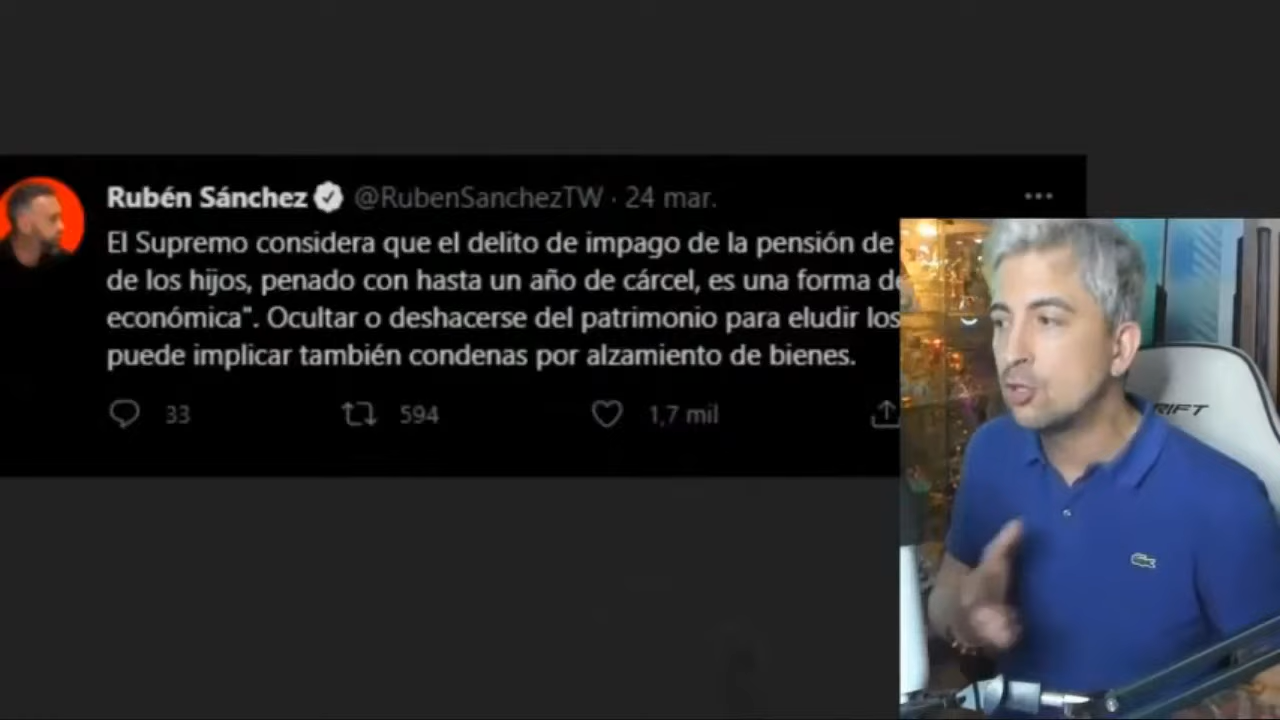 Rubén Sánchez @RubenSanchezTW · 24 mar.
El Supremo considera que el delito de impago de la pensión de
de los hijos, penado con hasta un año de cárcel, es una forma de
económica". Ocultar o deshacerse del patrimonio para eludir los
puede implicar también condenas por alzamiento de bienes.
33 594 1,7 mil
RIFT